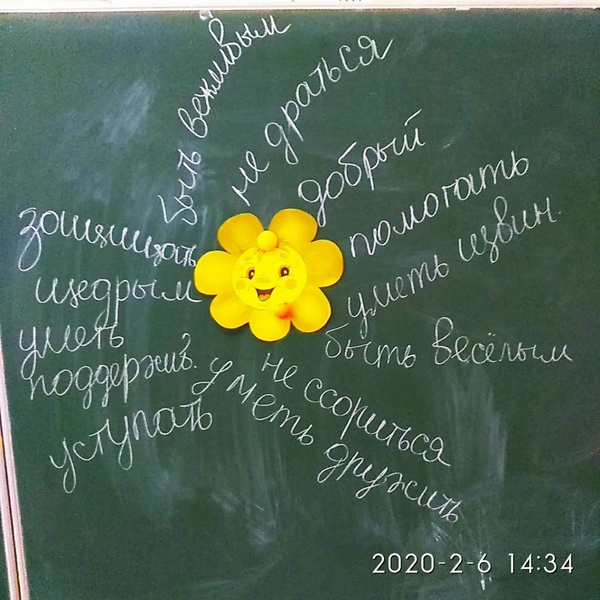 быть вежливым
не драться
добрый
помогать
уметь извин.
быть весёлым
не ссориться
уметь дружить
уступать
уметь
поддержив.
щедрым
защищать
2020-2-6 14:34